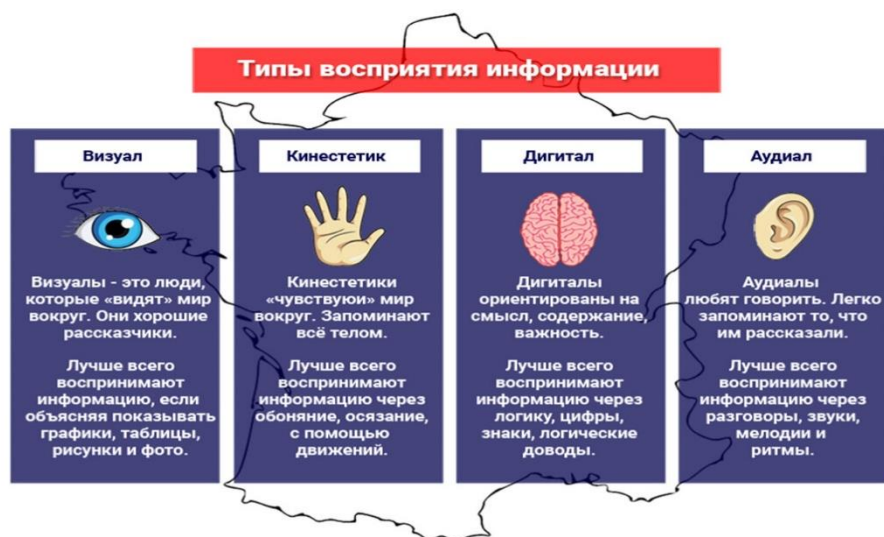 Типы восприятия информации
Визуал
Визуалы - это люди,
которые «видят» мир
вокруг. Они хорошие
рассказчики.
Лучше всего
воспринимают
информацию, если
объясняя показывать
графики, таблицы,
рисунки и фото.
Кинестетик
Кинестетики
«чувствуюи» мир
вокруг. Запоминают
всё телом.
Лучше всего
воспринимают
информацию через
обоняние, осязание,
с помощью
движений.
Дигитал
Дигиталы
ориентированы на
смысл, содержание,
важность.
Лучше всего
воспринимают
информацию через
логику, цифры,
знаки, логические
доводы.
Аудиал
Аудиалы
любят говорить. Легко
запоминают то, что
им рассказали.
Лучше всего
воспринимают
информацию через
разговоры, звуки,
мелодии и
ритмы.